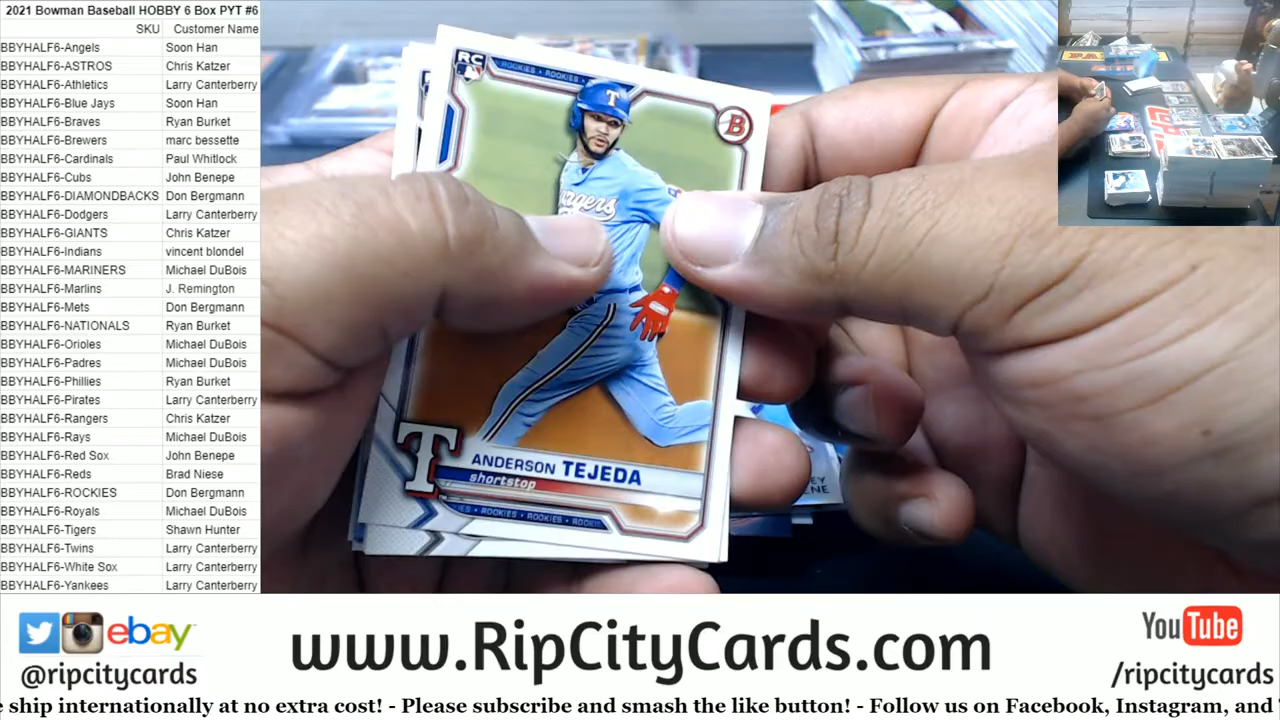 2021 Bowman Baseball HOBBY 6 Box PYT #6
SKU Customer Name
BBYHALF6-Angels Soon Han
BBYHALF6-ASTROS Chris Katzer
BBYHALF6-Athletics Larry Canterberry
BBYHALF6-Blue Jays Soon Han
BBYHALF6-Braves Ryan Burket
BBYHALF6-Brewers marc bessette
BBYHALF6-Cardinals Paul Whitlock
BBYHALF6-Cubs John Benepe
BBYHALF6-DIAMONDBACKS Don Bergmann
BBYHALF6-Dodgers Larry Canterberry
BBYHALF6-GIANTS Chris Katzer
BBYHALF6-Indians vincent blondel
BBYHALF6-MARINERS Michael DuBois
BBYHALF6-Marlins J. Remington
BBYHALF6-Mets Don Bergmann
BBYHALF6-NATIONALS Ryan Burket
BBYHALF6-Orioles Michael DuBois
BBYHALF6-Padres Michael DuBois
BBYHALF6-Phillies Ryan Burket
BBYHALF6-Pirates Larry Canterberry
BBYHALF6-Rangers Chris Katzer
BBYHALF6-Rays Michael DuBois
BBYHALF6-Red Sox John Benepe
BBYHALF6-Reds Brad Niese
BBYHALF6-ROCKIES Don Bergmann
BBYHALF6-Royals Michael DuBois
BBYHALF6-Tigers Shawn Hunter
BBYHALF6-Twins Larry Canterberry
BBYHALF6-White Sox Larry Canterberry
BBYHALF6-Yankees Larry Canterberry
RC
ROOKIES • ROOKIES
T
B
T
ANDERSON TEJEDA
shortstop
ROOKIES • ROOKIES
ebay
@ripcitycards
www.RipCityCards.com
YouTube
/ripcitycards
ship internationally at no extra cost! - Please subscribe and smash the like button! - Follow us on Facebook, Instagram, and